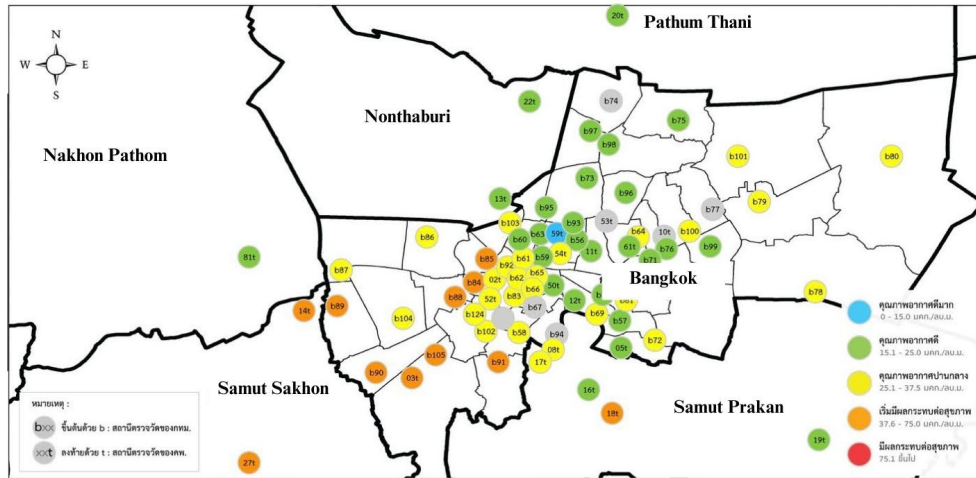 20t
Pathum Thani
N
W E
S
22t
b74
Nonthaburi
b75
b97
b98
Nakhon Pathom
b101
b80
b73
b96
13t
b95
b79
b77
b103
b93
53t
b63
59t
b64
10t
b100
b86
b60
b56
61t
b76
b99
11t
54t
b71
81t
b85
b61
b59
b92
b65
Bangkok
b87
b84
02t
b62
50t
b66
b78
b88
52t
b83
12t
b81
14t
b89
b67
b69
b104
b124
b57
b102
b58
b94
b72
b105
08t
05t
b91
17t
b90
03t
16t
Samut Sakhon
Samut Prakan
18t
19t
27t
คุณภาพอากาศดีมาก
0 - 15.0 มคก./ลบ.ม.
คุณภาพอากาศดี
15.1 - 25.0 มคก./ลบ.ม.
คุณภาพอากาศปานกลาง
25.1 - 37.5 มคก./ลบ.ม.
เริ่มมีผลกระทบต่อสุขภาพ
37.6 - 75.0 มคก./ลบ.ม.
มีผลกระทบต่อสุขภาพ
75.1 ขึ้นไป
หมายเหตุ :
bxx ขึ้นต้นด้วย b : สถานีตรวจวัดของกทม.
xxt ลงท้ายด้วย t : สถานีตรวจวัดของคพ.